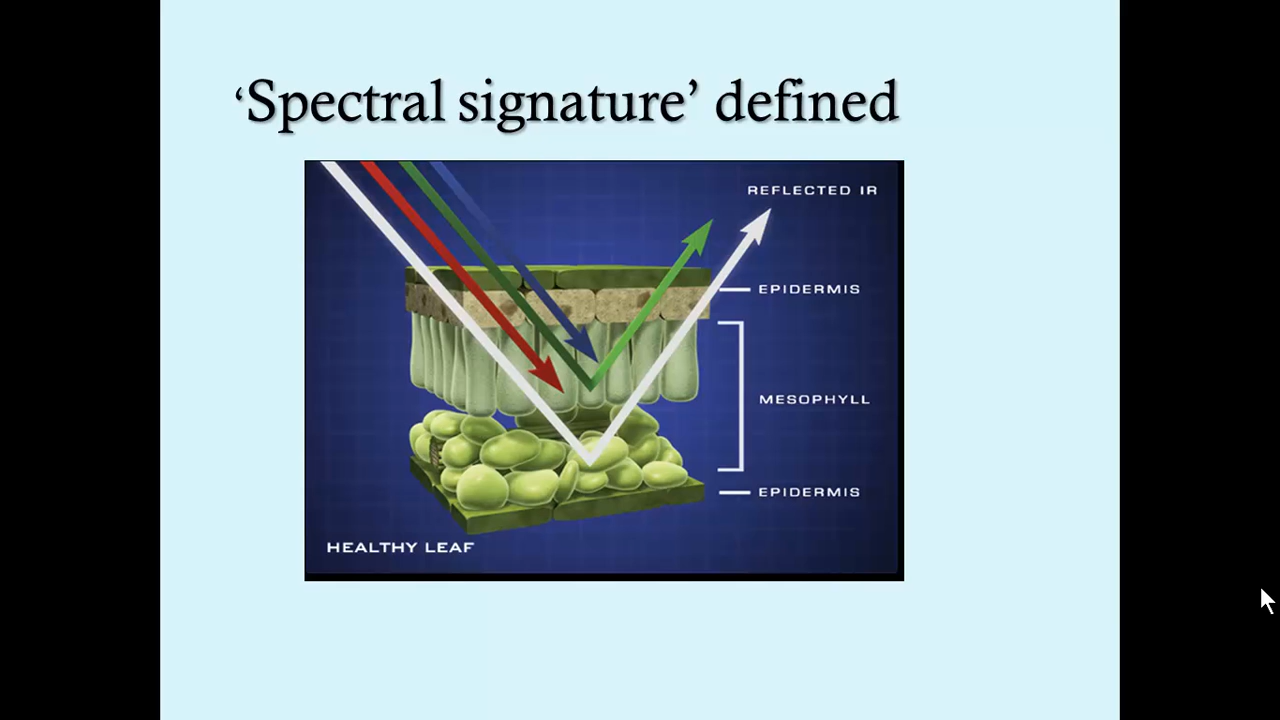 ‘Spectral signature’ defined
REFLECTED IR
EPIDERMIS
MESOPHYLL
EPIDERMIS
HEALTHY LEAF